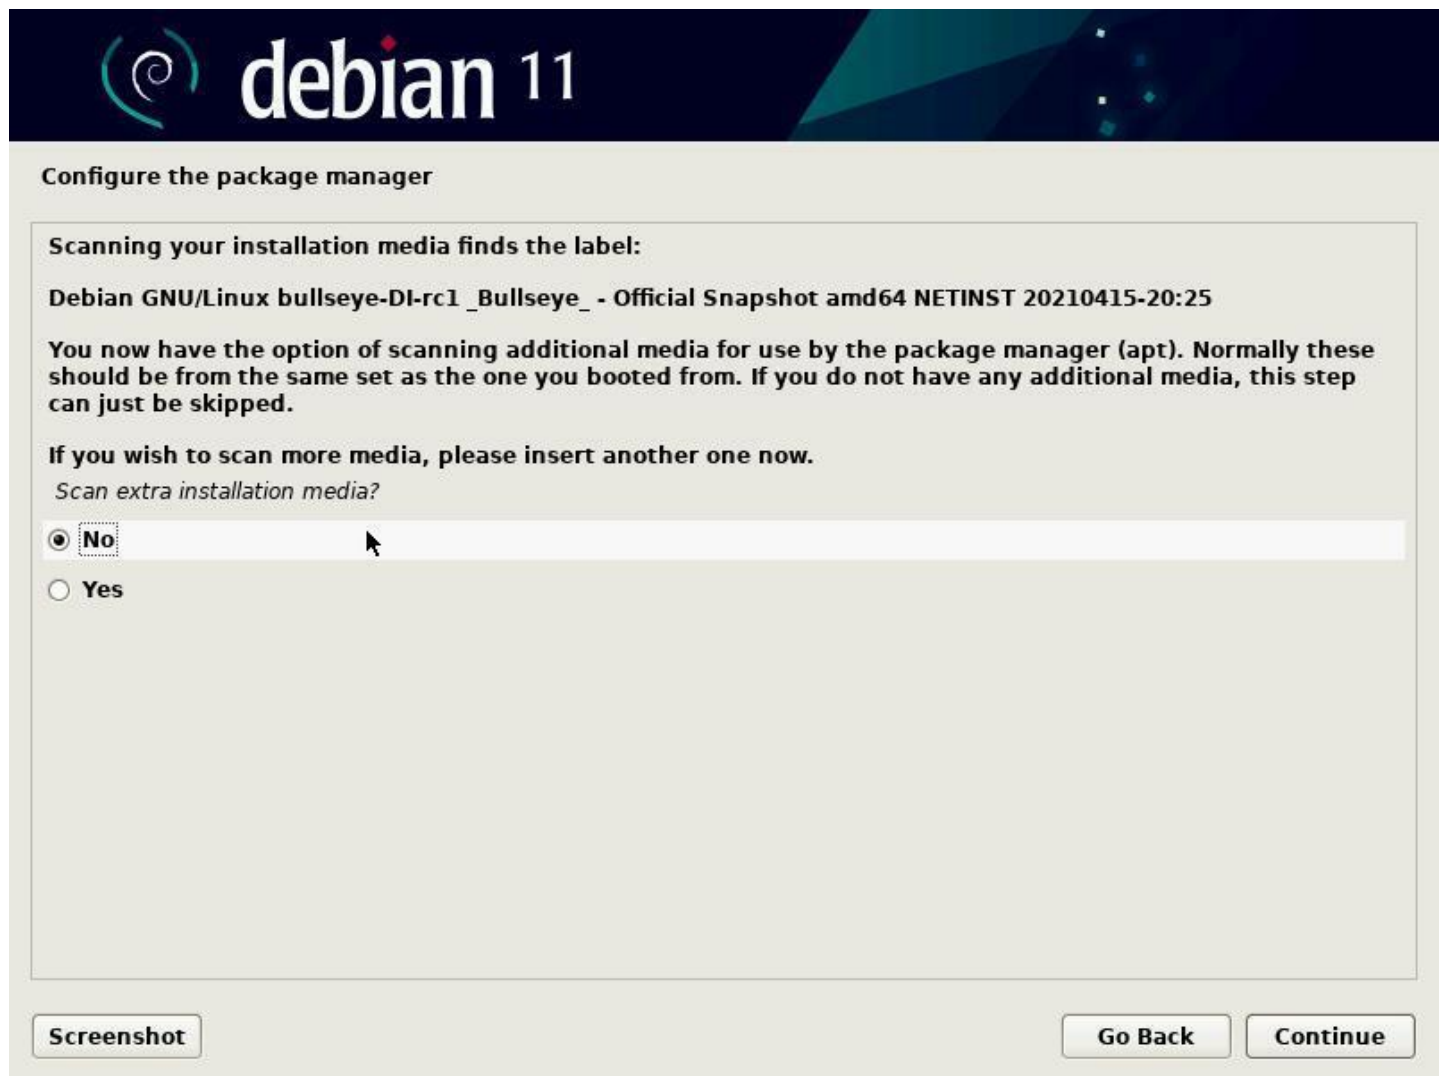 debian 11
Configure the package manager
Scanning your installation media finds the label:
Debian GNU/Linux bullseye-DI-rc1 _Bullseye_ - Official Snapshot amd64 NETINST 20210415-20:25
You now have the option of scanning additional media for use by the package manager (apt). Normally these
should be from the same set as the one you booted from. If you do not have any additional media, this step
can just be skipped.
If you wish to scan more media, please insert another one now.
Scan extra installation media?
No
Yes
Screenshot
Go Back
Continue